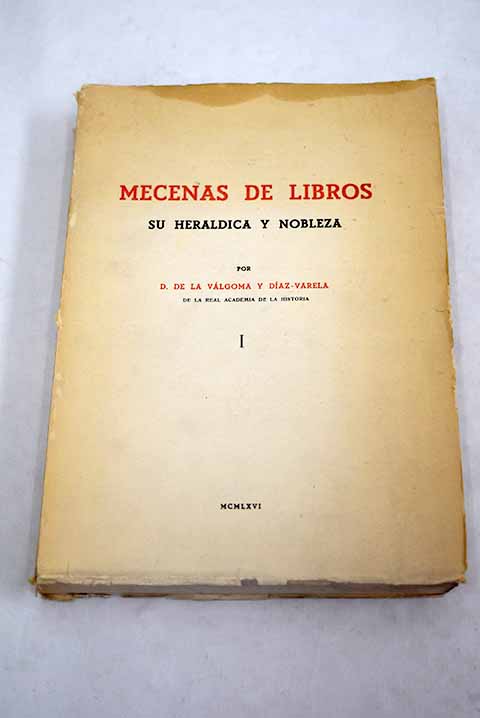 MECENAS DE LIBROS
SU HERALDICA Y NOBLEZA
POR
D. DE LA VÁLGOMA Y DÍAZ-VARELA
DE LA REAL ACADEMIA DE LA HISTORIA
I
MCMLXVI